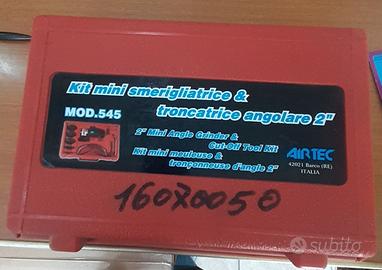 Kit mini smerigliatrice &
troncatrice angolare 2"
MOD.545
2" Mini Angle Grinder &
Cut-Off Tool Kit
Kit mini meuleuse &
tronçonneuse d'angle 2"
AIRTEC
42021 Barco (RE)
ITALIA
16070050
subito